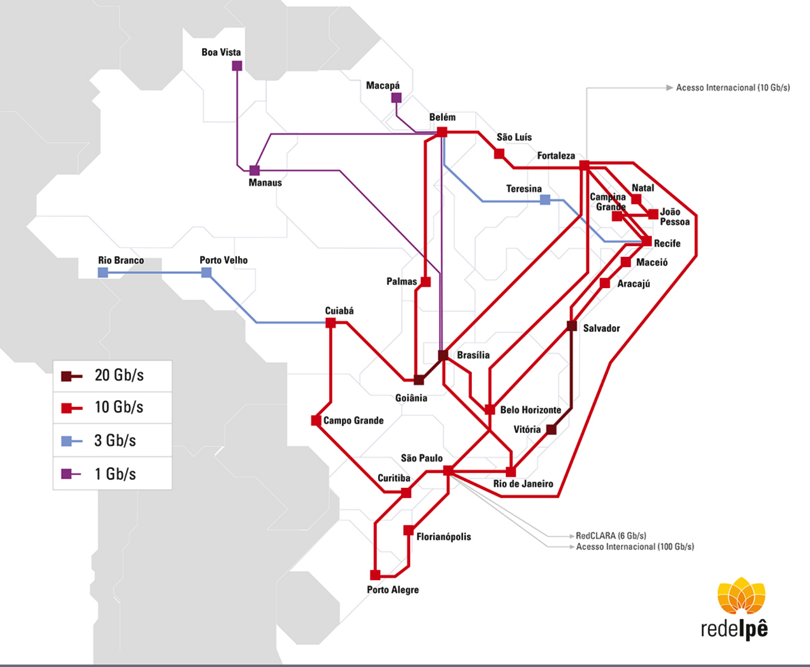 Boa Vista
Macapá
Acesso Internacional (10 Gb/s)
Belém
São Luís
Fortaleza
Manaus
Teresina
Natal
Campina
Grande
João
Pessoa
Recife
Rio Branco
Porto Velho
Maceió
Palmas
Aracajú
Cuiabá
Salvador
Brasília
20 Gb/s
Goiânia
10 Gb/s
Belo Horizonte
Campo Grande
Vitória
3 Gb/s
São Paulo
1 Gb/s
Curitiba
Rio de Janeiro
Florianópolis
RedCLARA (6 Gb/s)
Acesso Internacional (100 Gb/s)
Porto Alegre
redeIpê